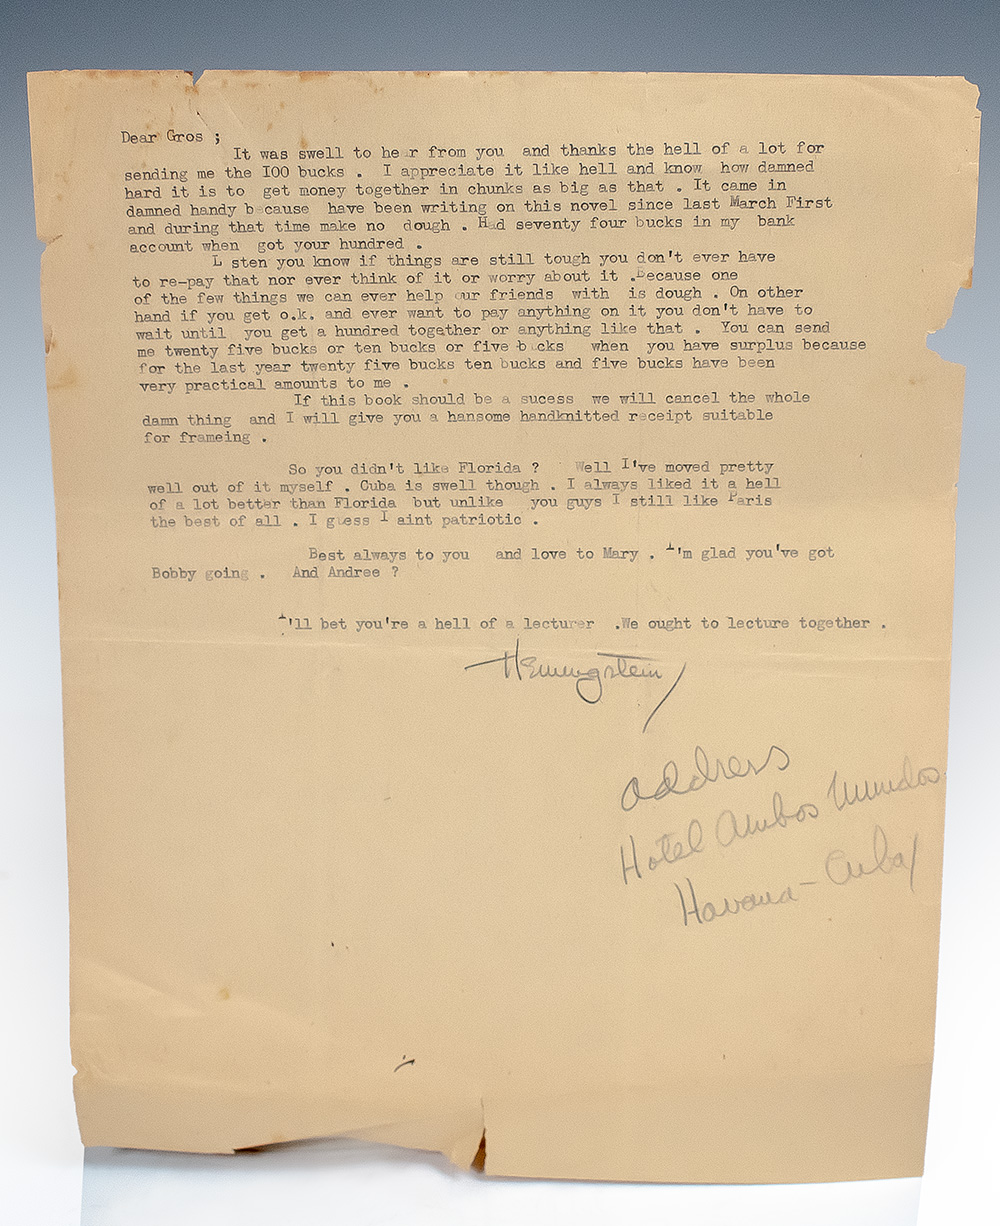 Dear Gros ;
It was swell to hear from you and thanks the hell of a lot for
sending me the I00 bucks . I appreciate it like hell and know how damned
hard it is to get money together in chunks as big as that . It came in
damned handy because have been writing on this novel since last March First
and during that time make no dough . Had seventy four bucks in my bank
account when got your hundred .
L sten you know if things are still tough you don't ever have
to re-pay that nor ever think of it or worry about it .Because one
of the few things we can ever help our friends with is dough . On other
hand if you get o.k. and ever want to pay anything on it you don't have to
wait until you get a hundred together or anything like that . You can send
me twenty five bucks or ten bucks or five bucks when you have surplus because
for the last year twenty five bucks ten bucks and five bucks have been
very practical amounts to me .
If this book should be a sucess we will cancel the whole
damn thing and I will give you a hansome handknitted receipt suitable
for frameing .
So you didn't like Florida ? Well I've moved pretty
well out of it myself . Cuba is swell though . I always liked it a hell
of a lot better than Florida but unlike you guys I still like Paris
the best of all . I guess I aint patriotic .
Best always to you and love to Mary . I'm glad you've got
Bobby going . And Andree ?
I'll bet you're a hell of a lecturer .We ought to lecture together .
Hemingstein
address
Hotel Ambos Mundos
Havana - Cuba